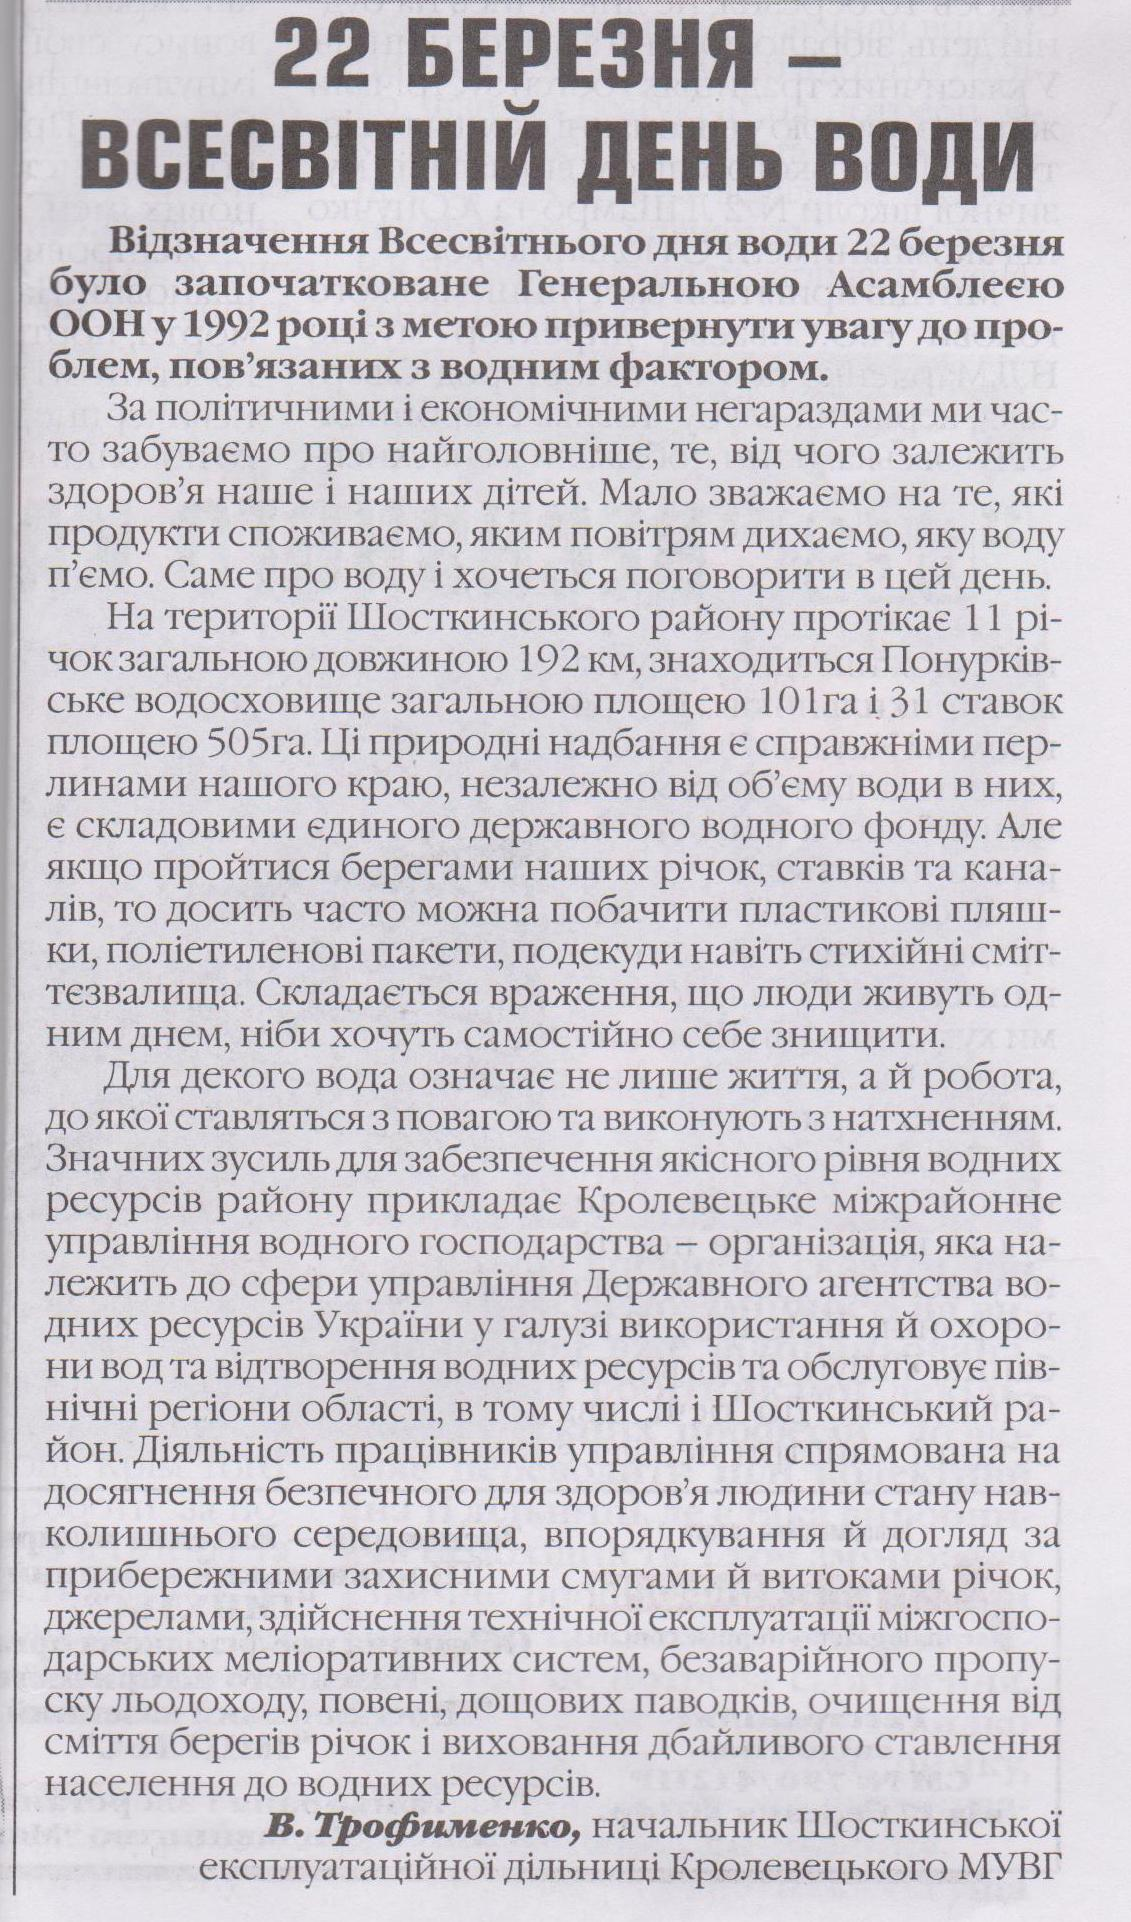 22 БЕРЕЗНЯ –
ВСЕСВІТНІЙ ДЕНЬ ВОДИ
Відзначення Всесвітнього дня води 22 березня
було започатковане Генеральною Асамблеєю
ООН у 1992 році з метою привернути увагу до про-
блем, пов’язаних з водним фактором.
За політичними і економічними негараздами ми час-
то забуваємо про найголовніше, те, від чого залежить
здоров’я наше і наших дітей. Мало зважаємо на те, які
продукти споживаємо, яким повітрям дихаємо, яку воду
п’ємо. Саме про воду і хочеться поговорити в цей день.
На території Шосткинського району протікає 11 рі-
чок загальною довжиною 192 км, знаходиться Понурків-
ське водосховище загальною площею 101га і 31 ставок
площею 505га. Ці природні надбання є справжніми пер-
линами нашого краю, незалежно від об’єму води в них,
є складовими єдиного державного водного фонду. Але
якщо пройтися берегами наших річок, ставків та кана-
лів, то досить часто можна побачити пластикові пляш-
ки, поліетиленові пакети, подекуди навіть стихійні сміт-
тєзвалища. Складається враження, що люди живуть од-
ним днем, ніби хочуть самостійно себе знищити.
Для декого вода означає не лише життя, а й робота,
до якої ставляться з повагою та виконують з натхненням.
Значних зусиль для забезпечення якісного рівня водних
ресурсів району прикладає Кролевецьке міжрайонне
управління водного господарства – організація, яка на-
лежить до сфери управління Державного агентства во-
дних ресурсів України у галузі використання й охоро-
ни вод та відтворення водних ресурсів та обслуговує пів-
нічні регіони області, в тому числі і Шосткинський ра-
йон. Діяльність працівників управління спрямована на
досягнення безпечного для здоров’я людини стану нав-
колишнього середовища, впорядкування й догляд за
прибережними захисними смугами й витоками річок,
джерелами, здійснення технічної експлуатації міжгоспо-
дарських меліоративних систем, безаварійного пропу-
ску льодоходу, повені, дощових паводків, очищення від
сміття берегів річок і виховання дбайливого ставлення
населення до водних ресурсів.
В. Трофименко, начальник Шосткинської
експлуатаційної дільниці Кролевецького МУВГ